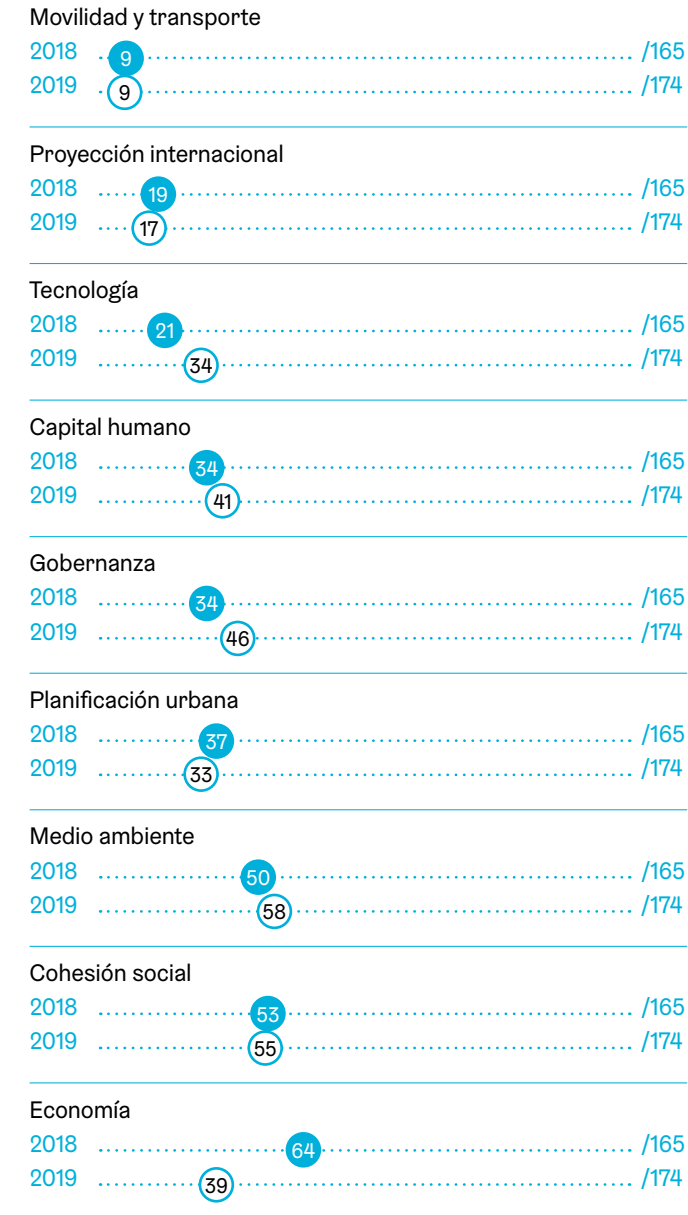 Movilidad y transporte
2018 9 /165
2019 9 /174
Proyección internacional
2018 19 /165
2019 17 /174
Tecnología
2018 21 /165
2019 34 /174
Capital humano
2018 34 /165
2019 41 /174
Gobernanza
2018 34 /165
2019 46 /174
Planificación urbana
2018 37 /165
2019 33 /174
Medio ambiente
2018 50 /165
2019 58 /174
Cohesión social
2018 53 /165
2019 55 /174
Economía
2018 64 /165
2019 39 /174